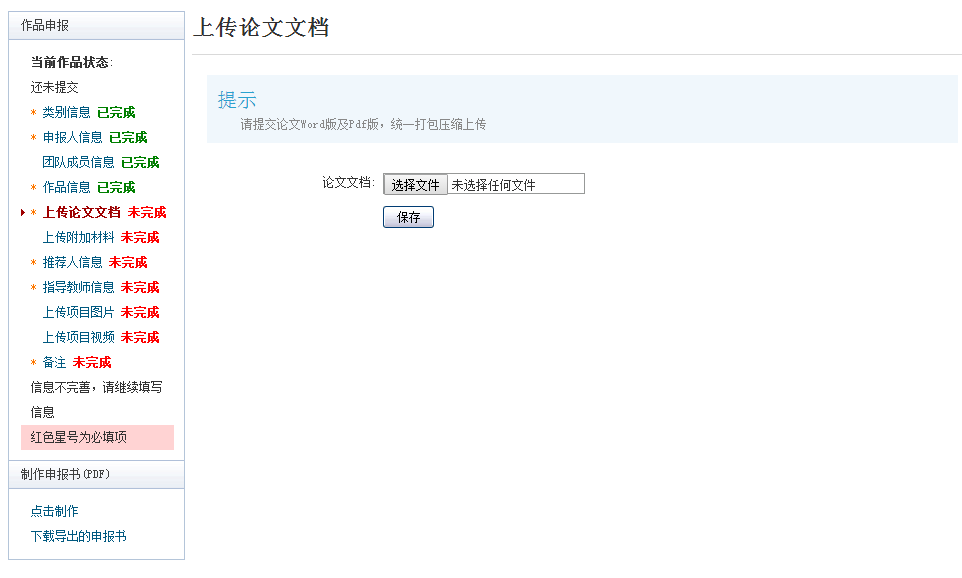 作品申报
当前作品状态:
还未提交
* 类别信息 已完成
* 申报人信息 已完成
团队成员信息 已完成
* 作品信息 已完成
* 上传论文文档 未完成
上传附加材料 未完成
* 推荐人信息 未完成
* 指导教师信息 未完成
上传项目图片 未完成
上传项目视频 未完成
* 备注 未完成
信息不完善，请继续填写
信息
红色星号为必填项
制作申报书(PDF)
点击制作
下载导出的申报书
上传论文文档
提示
请提交论文Word版及Pdf版，统一打包压缩上传
论文文档: 选择文件 未选择任何文件
保存